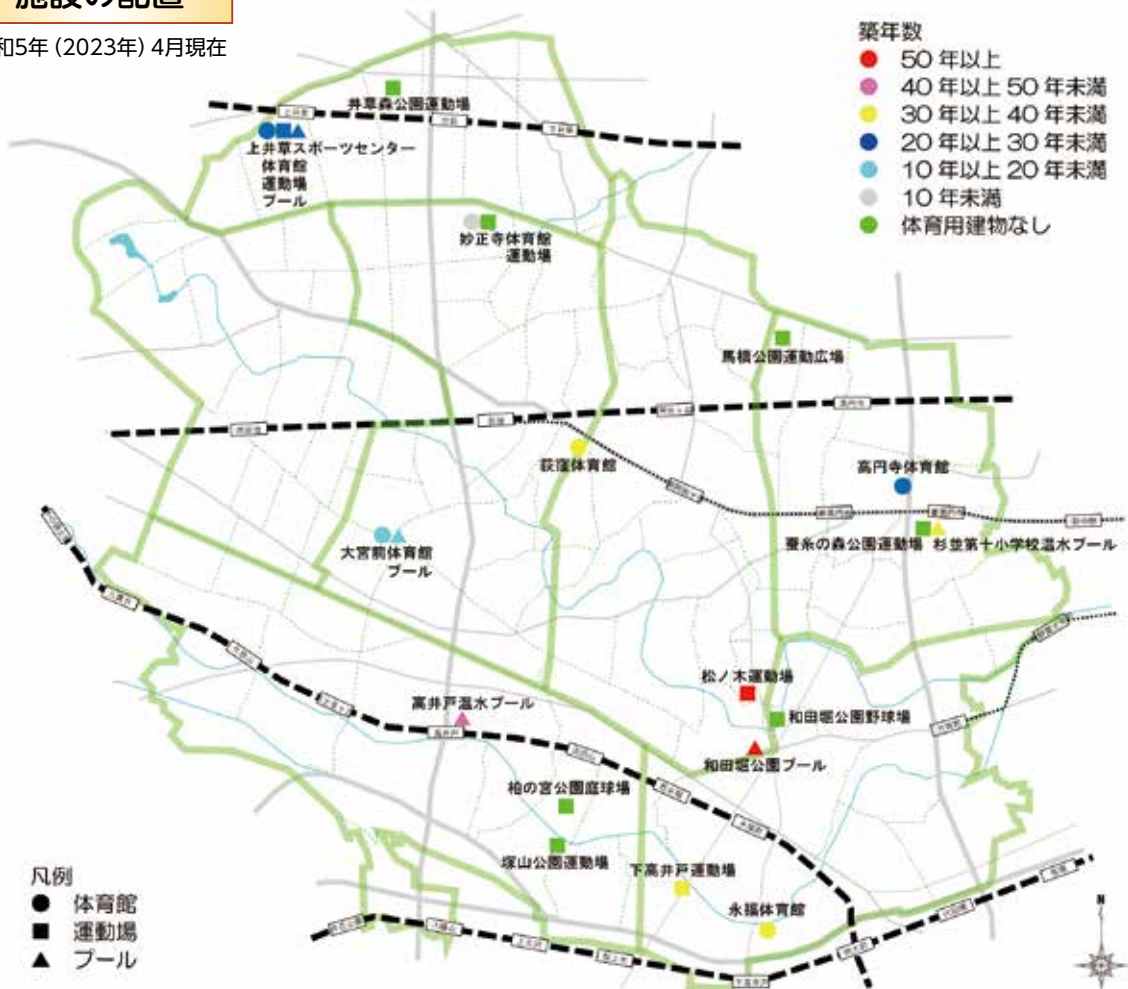 施設の配置
和5年 (2023年) 4月現在
築年数
50 年以上
40 年以上 50 年未満
30 年以上 40 年未満
20 年以上 30 年未満
10 年以上 20 年未満
10 年未満
体育用建物なし
井草森公園運動場
上井草スポーツセンター
体育館
運動場
プール
妙正寺体育館
運動場
馬橋公園運動広場
荻窪体育館
高円寺体育館
蚕糸の森公園運動場
杉並第十小学校温水プール
大宮前体育館
プール
松ノ木運動場
高井戸温水プール
和田堀公園野球場
和田堀公園プール
柏の宮公園庭球場
塚山公園運動場
下高井戸運動場
永福体育館
凡例
体育館
運動場
プール
N